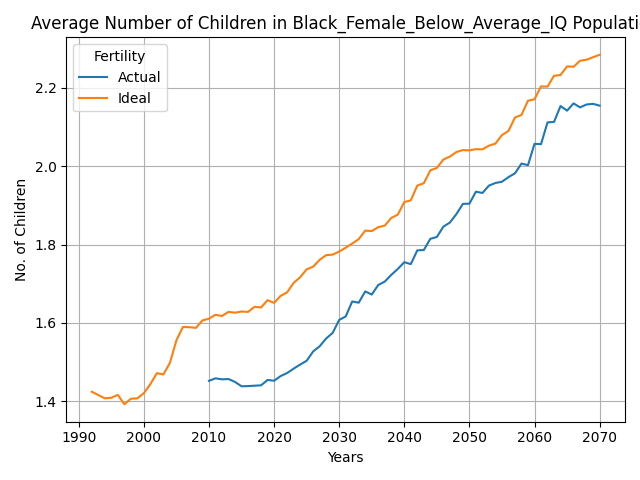 Average Number of Children in Black_Female_Below_Average_IQ Populati
Fertility
Actual
Ideal
No. of Children
2.2
2.0
1.8
1.6
1.4
1990 2000 2010 2020 2030 2040 2050 2060 2070
Years